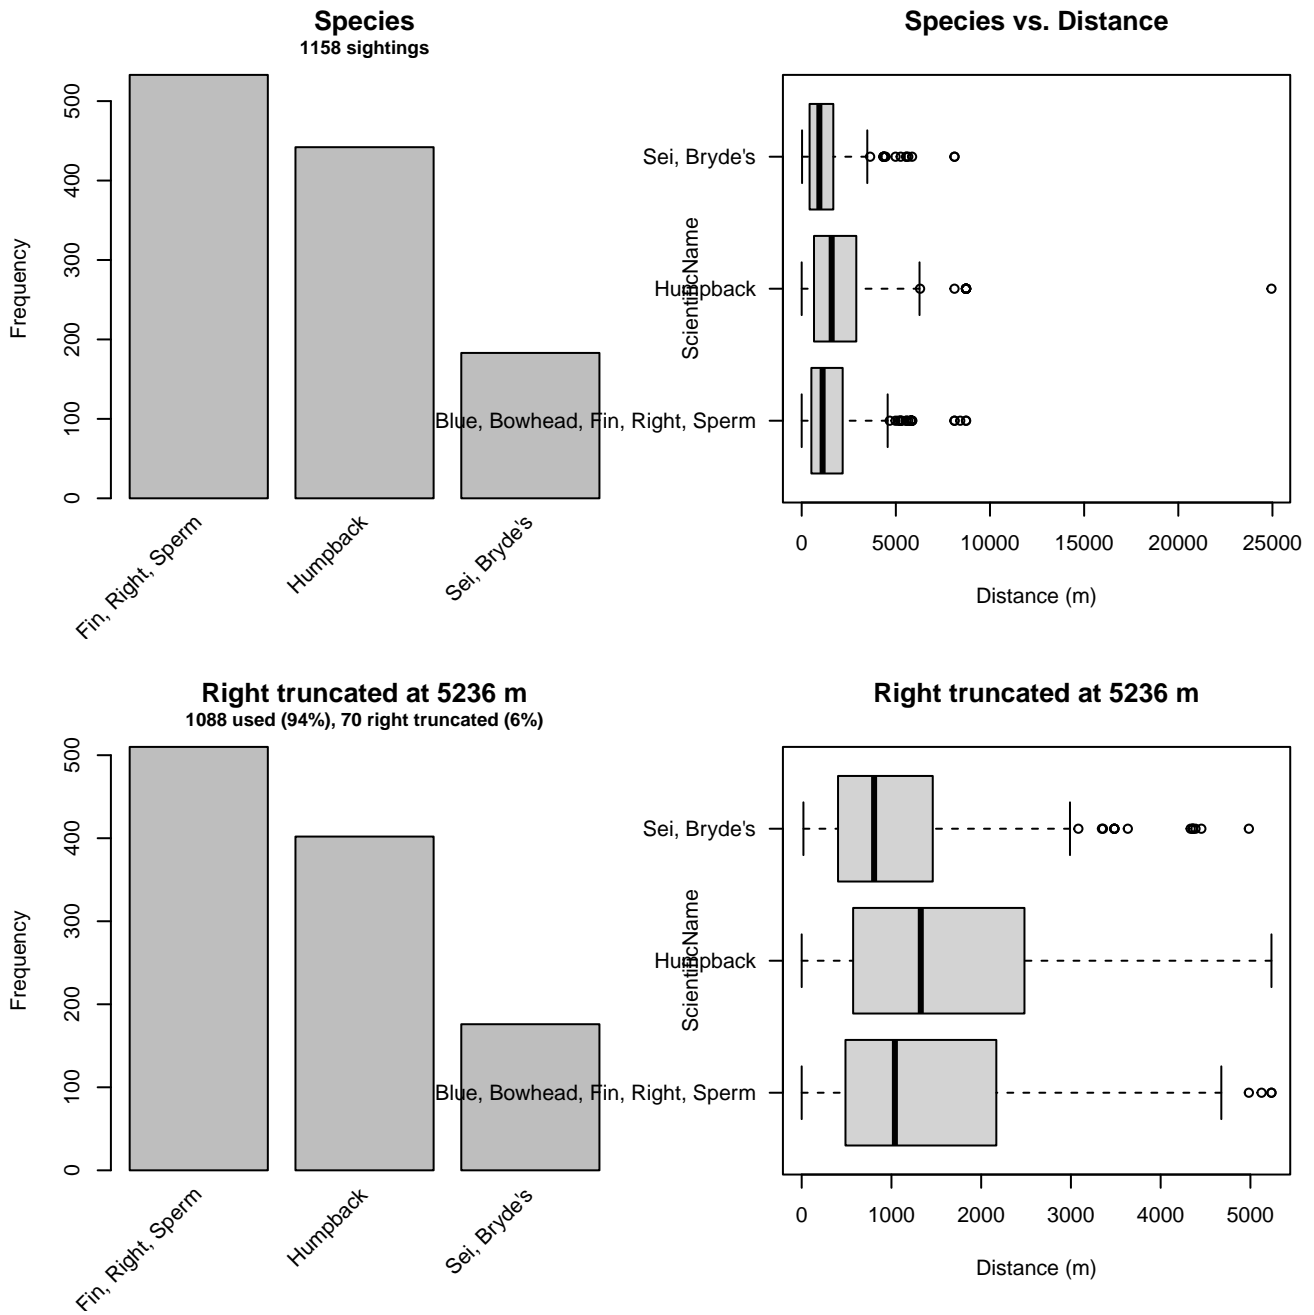 Species
1158 sightings
Frequency
0
100
200
300
400
500
Fin, Right, Sperm
Humpback
Sei, Bryde's
Species vs. Distance
ScientificName
Sei, Bryde's
Humpback
Blue, Bowhead, Fin, Right, Sperm
0 5000 10000 15000 20000 25000
Distance (m)
Right truncated at 5236 m
1088 used (94%), 70 right truncated (6%)
Frequency
0
100
200
300
400
500
Fin, Right, Sperm
Humpback
Sei, Bryde's
Right truncated at 5236 m
ScientificName
Sei, Bryde's
Humpback
Blue, Bowhead, Fin, Right, Sperm
0 1000 2000 3000 4000 5000
Distance (m)